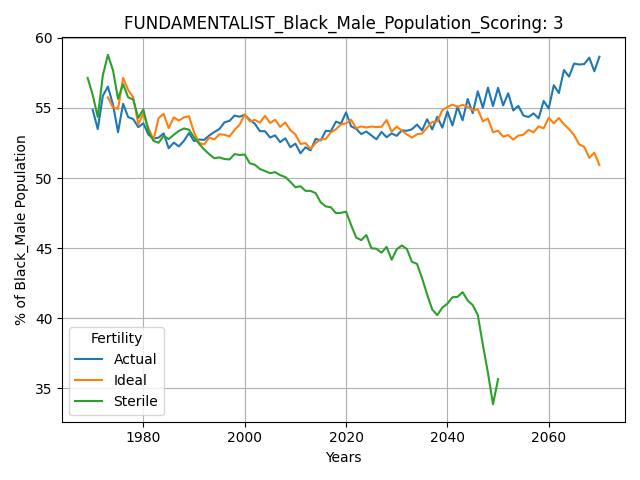 FUNDAMENTALIST_Black_Male_Population_Scoring: 3
60
55
50
45
40
35
% of Black_Male Population
Fertility
Actual
Ideal
Sterile
1980 2000 2020 2040 2060
Years